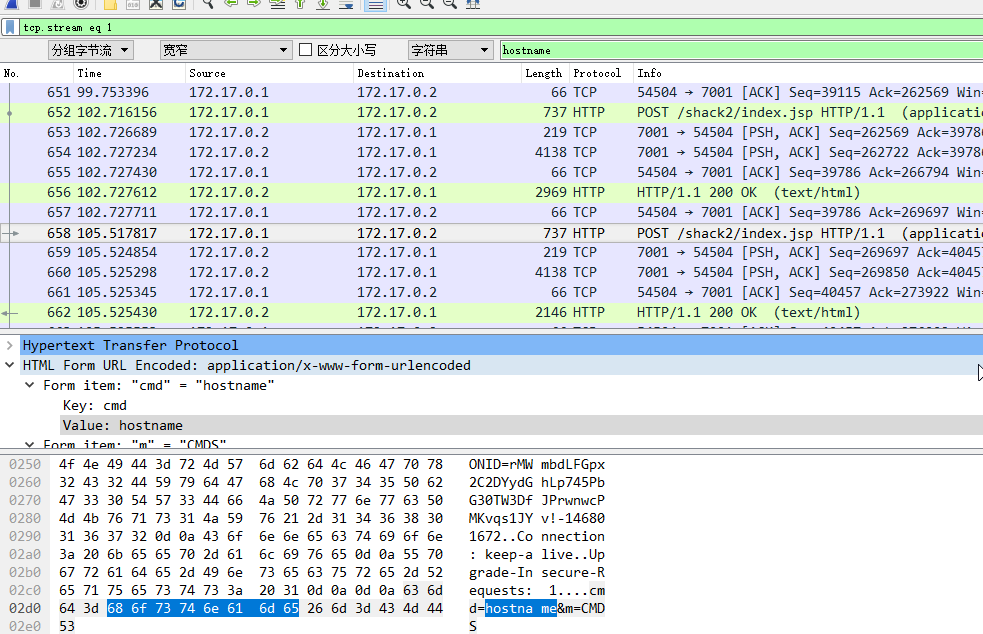 tcp.stream eq 1
分组字节流 宽窄 区分大小写 字符串 hostname
No. Time Source Destination Length Protocol Info
651 99.753396 172.17.0.1 172.17.0.2 66 TCP 54504 → 7001 [ACK] Seq=39115 Ack=262569 Win=
652 102.716156 172.17.0.1 172.17.0.2 737 HTTP POST /shack2/index.jsp HTTP/1.1 (applicatio
653 102.726689 172.17.0.2 172.17.0.1 219 TCP 7001 → 54504 [PSH, ACK] Seq=262569 Ack=3978
654 102.727234 172.17.0.2 172.17.0.1 4138 TCP 7001 → 54504 [PSH, ACK] Seq=262722 Ack=3978
655 102.727430 172.17.0.1 172.17.0.2 66 TCP 54504 → 7001 [ACK] Seq=39786 Ack=266794 Win=
656 102.727612 172.17.0.2 172.17.0.1 2969 HTTP HTTP/1.1 200 OK (text/html)
657 102.727711 172.17.0.1 172.17.0.2 66 TCP 54504 → 7001 [ACK] Seq=39786 Ack=269697 Win=
658 105.517817 172.17.0.1 172.17.0.2 737 HTTP POST /shack2/index.jsp HTTP/1.1 (applicatio
659 105.524854 172.17.0.2 172.17.0.1 219 TCP 7001 → 54504 [PSH, ACK] Seq=269697 Ack=4045
660 105.525298 172.17.0.2 172.17.0.1 4138 TCP 7001 → 54504 [PSH, ACK] Seq=269850 Ack=4045
661 105.525345 172.17.0.1 172.17.0.2 66 TCP 54504 → 7001 [ACK] Seq=40457 Ack=273922 Win=
662 105.525430 172.17.0.2 172.17.0.1 2146 HTTP HTTP/1.1 200 OK (text/html)
Hypertext Transfer Protocol
HTML Form URL Encoded: application/x-www-form-urlencoded
Form item: "cmd" = "hostname"
Key: cmd
Value: hostname
Form item: "m" = "CMDS"
0250 4f 4e 49 44 3d 72 4d 57 6d 62 64 4c 46 47 70 78 ONID=rMW mbdLFGpx
0260 32 43 32 44 59 79 64 47 68 4c 70 37 34 35 50 62 2C2DYydG hLp745Pb
0270 47 33 30 54 57 33 44 66 4a 50 72 77 6e 77 63 50 G30TW3Df JPrwnwcP
0280 4d 4b 76 71 73 31 4a 59 76 21 2d 31 34 36 38 30 MKvqs1JY v!-14680
0290 31 36 37 32 0d 0a 43 6f 6e 6e 65 63 74 69 6f 6e 1672..Co nnection
02a0 3a 20 6b 65 65 70 2d 61 6c 69 76 65 0d 0a 55 70 : keep-a live..Up
02b0 67 72 61 64 65 2d 49 6e 73 65 63 75 72 65 2d 52 grade-In secure-R
02c0 65 71 75 65 73 74 73 3a 20 31 0d 0a 0d 0a 63 6d equests: 1....cm
02d0 64 3d 68 6f 73 74 6e 61 6d 65 26 6d 3d 43 4d 44 d=hostna me&m=CMD
02e0 53 S